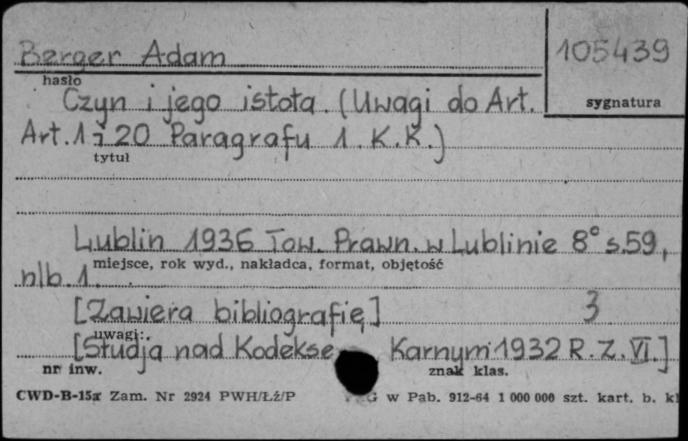 Berger Adam
105439
hasło
Czyn i jego istota. (Uwagi do Art.
sygnatura
Art. 1 i 20 Paragrafu 1. K.K.)
tytuł
Lublin 1936 Tow. Prawn. w Lublinie 8° s.59,
miejsce, rok wyd., nakładca, format, objętość
nlb. 1.
[Zawiera bibliografię] 3
uwagi:
[Studja nad Kodekse Karnym 1932 R. Z. VI.]
nr inw.
znak klas.
CWD-B-15a Zam. Nr 2924 PWH/Łż/P w Pab. 912-64 1 000 000 szt. kart. b. kl